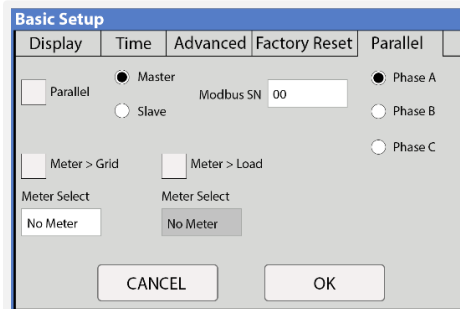 Basic Setup
Display Time Advanced Factory Reset Parallel
Parallel
Master
Slave
Modbus SN 00
Phase A
Phase B
Phase C
Meter > Grid
Meter > Load
Meter Select
Meter Select
No Meter
No Meter
CANCEL
OK